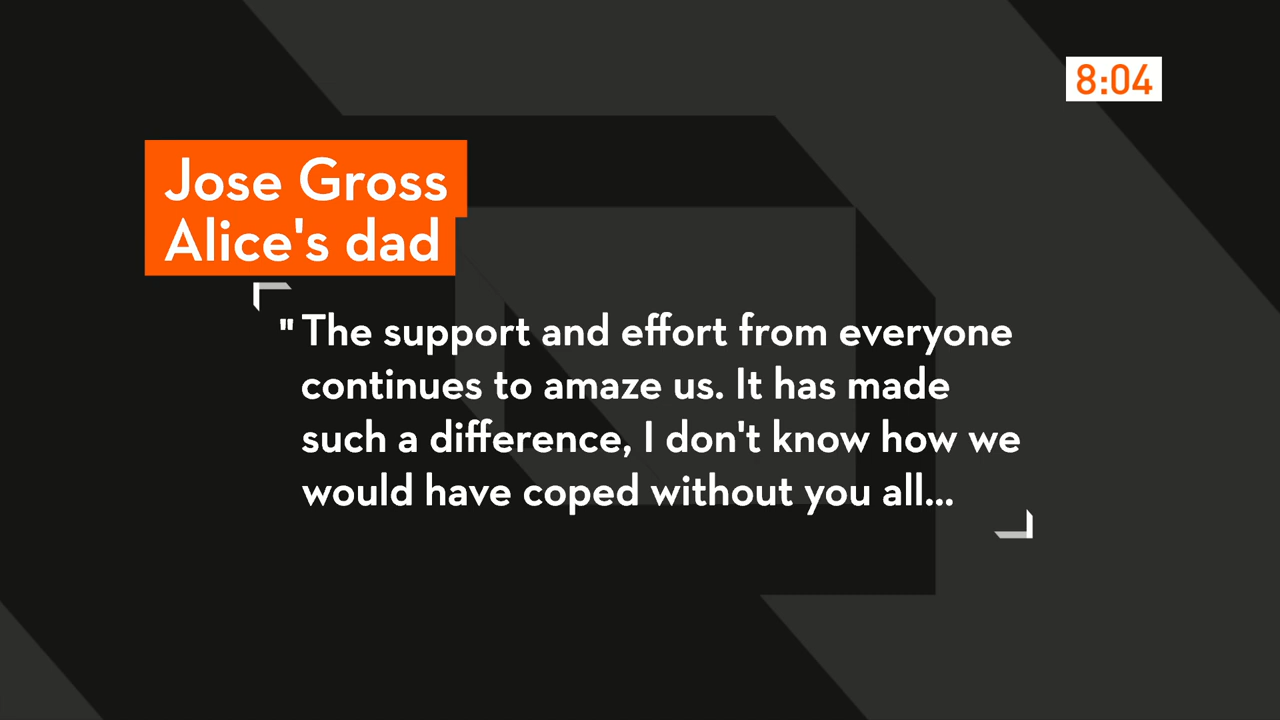 8:04
Jose Gross
Alice's dad
" The support and effort from everyone
continues to amaze us. It has made
such a difference, I don't know how we
would have coped without you all...